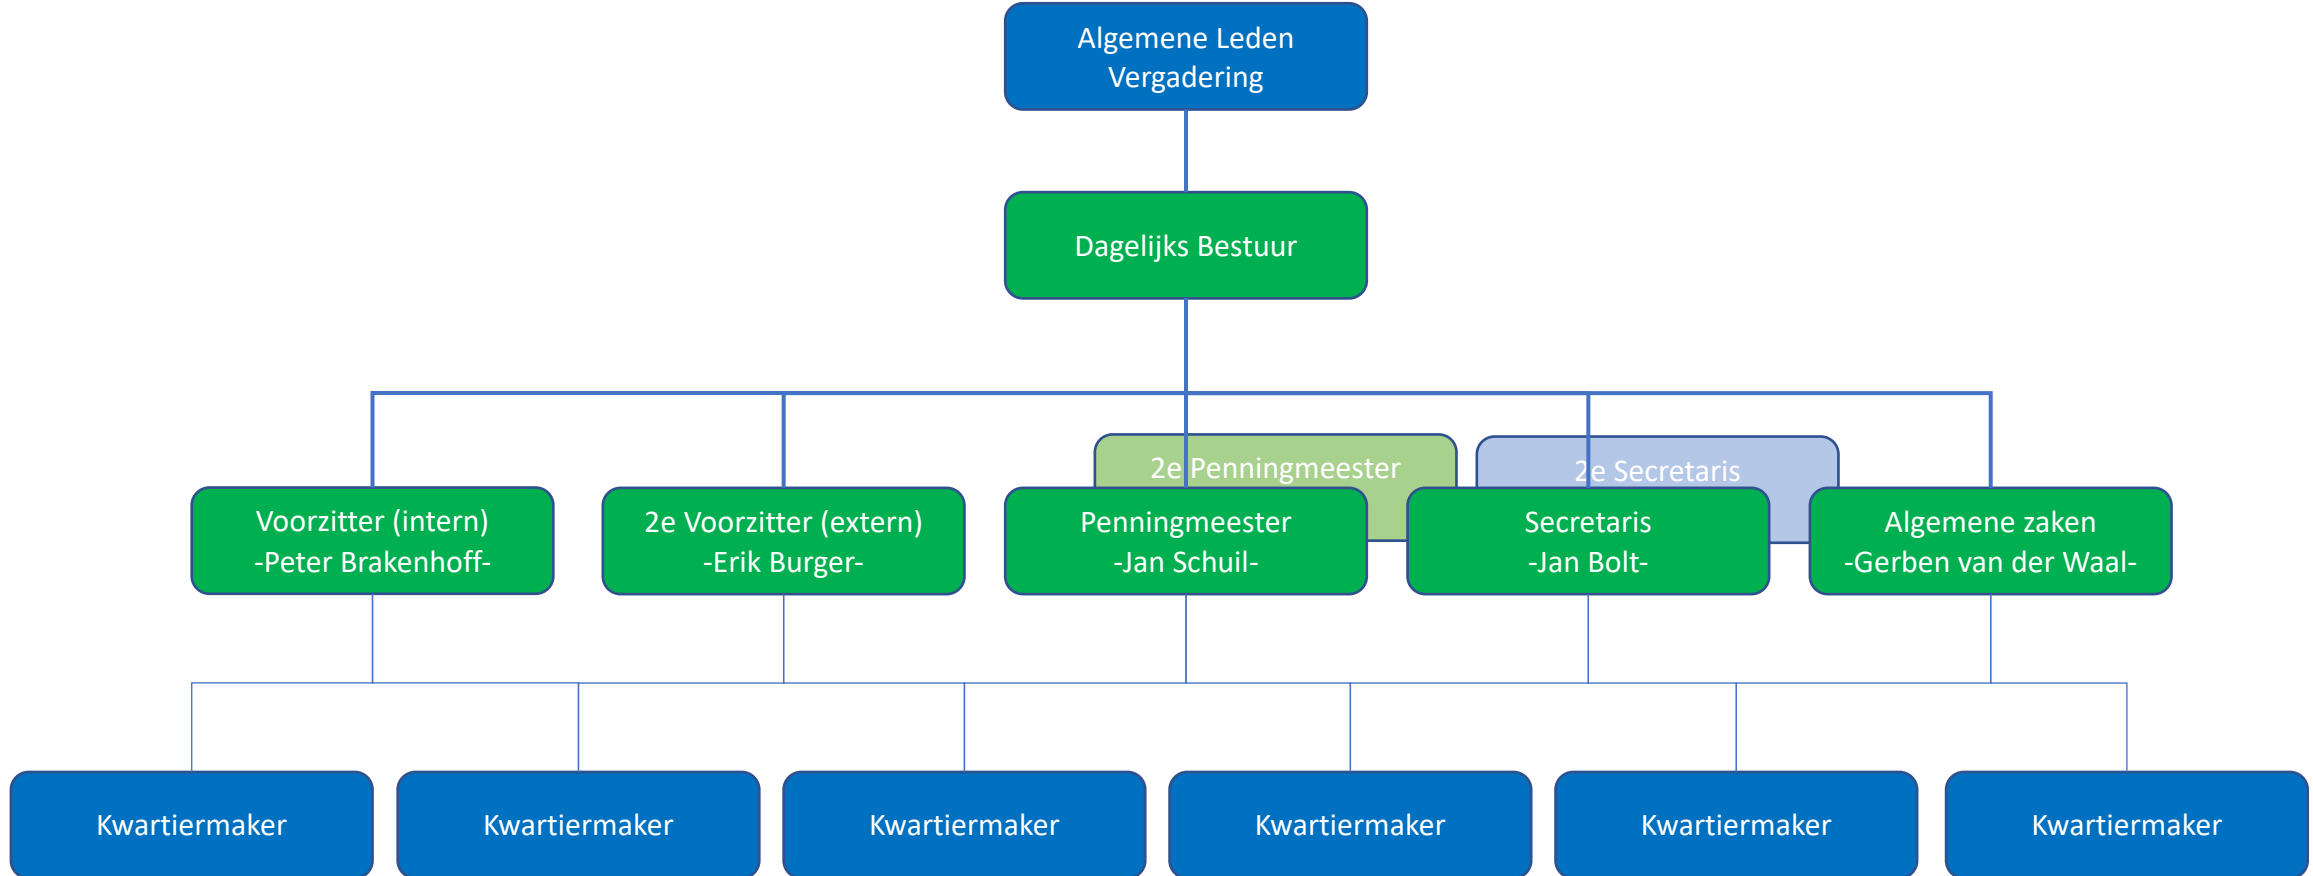 Algemene Leden
Vergadering
Dagelijks Bestuur
2e Penningmeester
2e Secretaris
Voorzitter (intern)
-Peter Brakenhoff-
2e Voorzitter (extern)
-Erik Burger-
Penningmeester
-Jan Schuil-
Secretaris
-Jan Bolt-
Algemene zaken
-Gerben van der Waal-
Kwartiermaker
Kwartiermaker
Kwartiermaker
Kwartiermaker
Kwartiermaker
Kwartiermaker